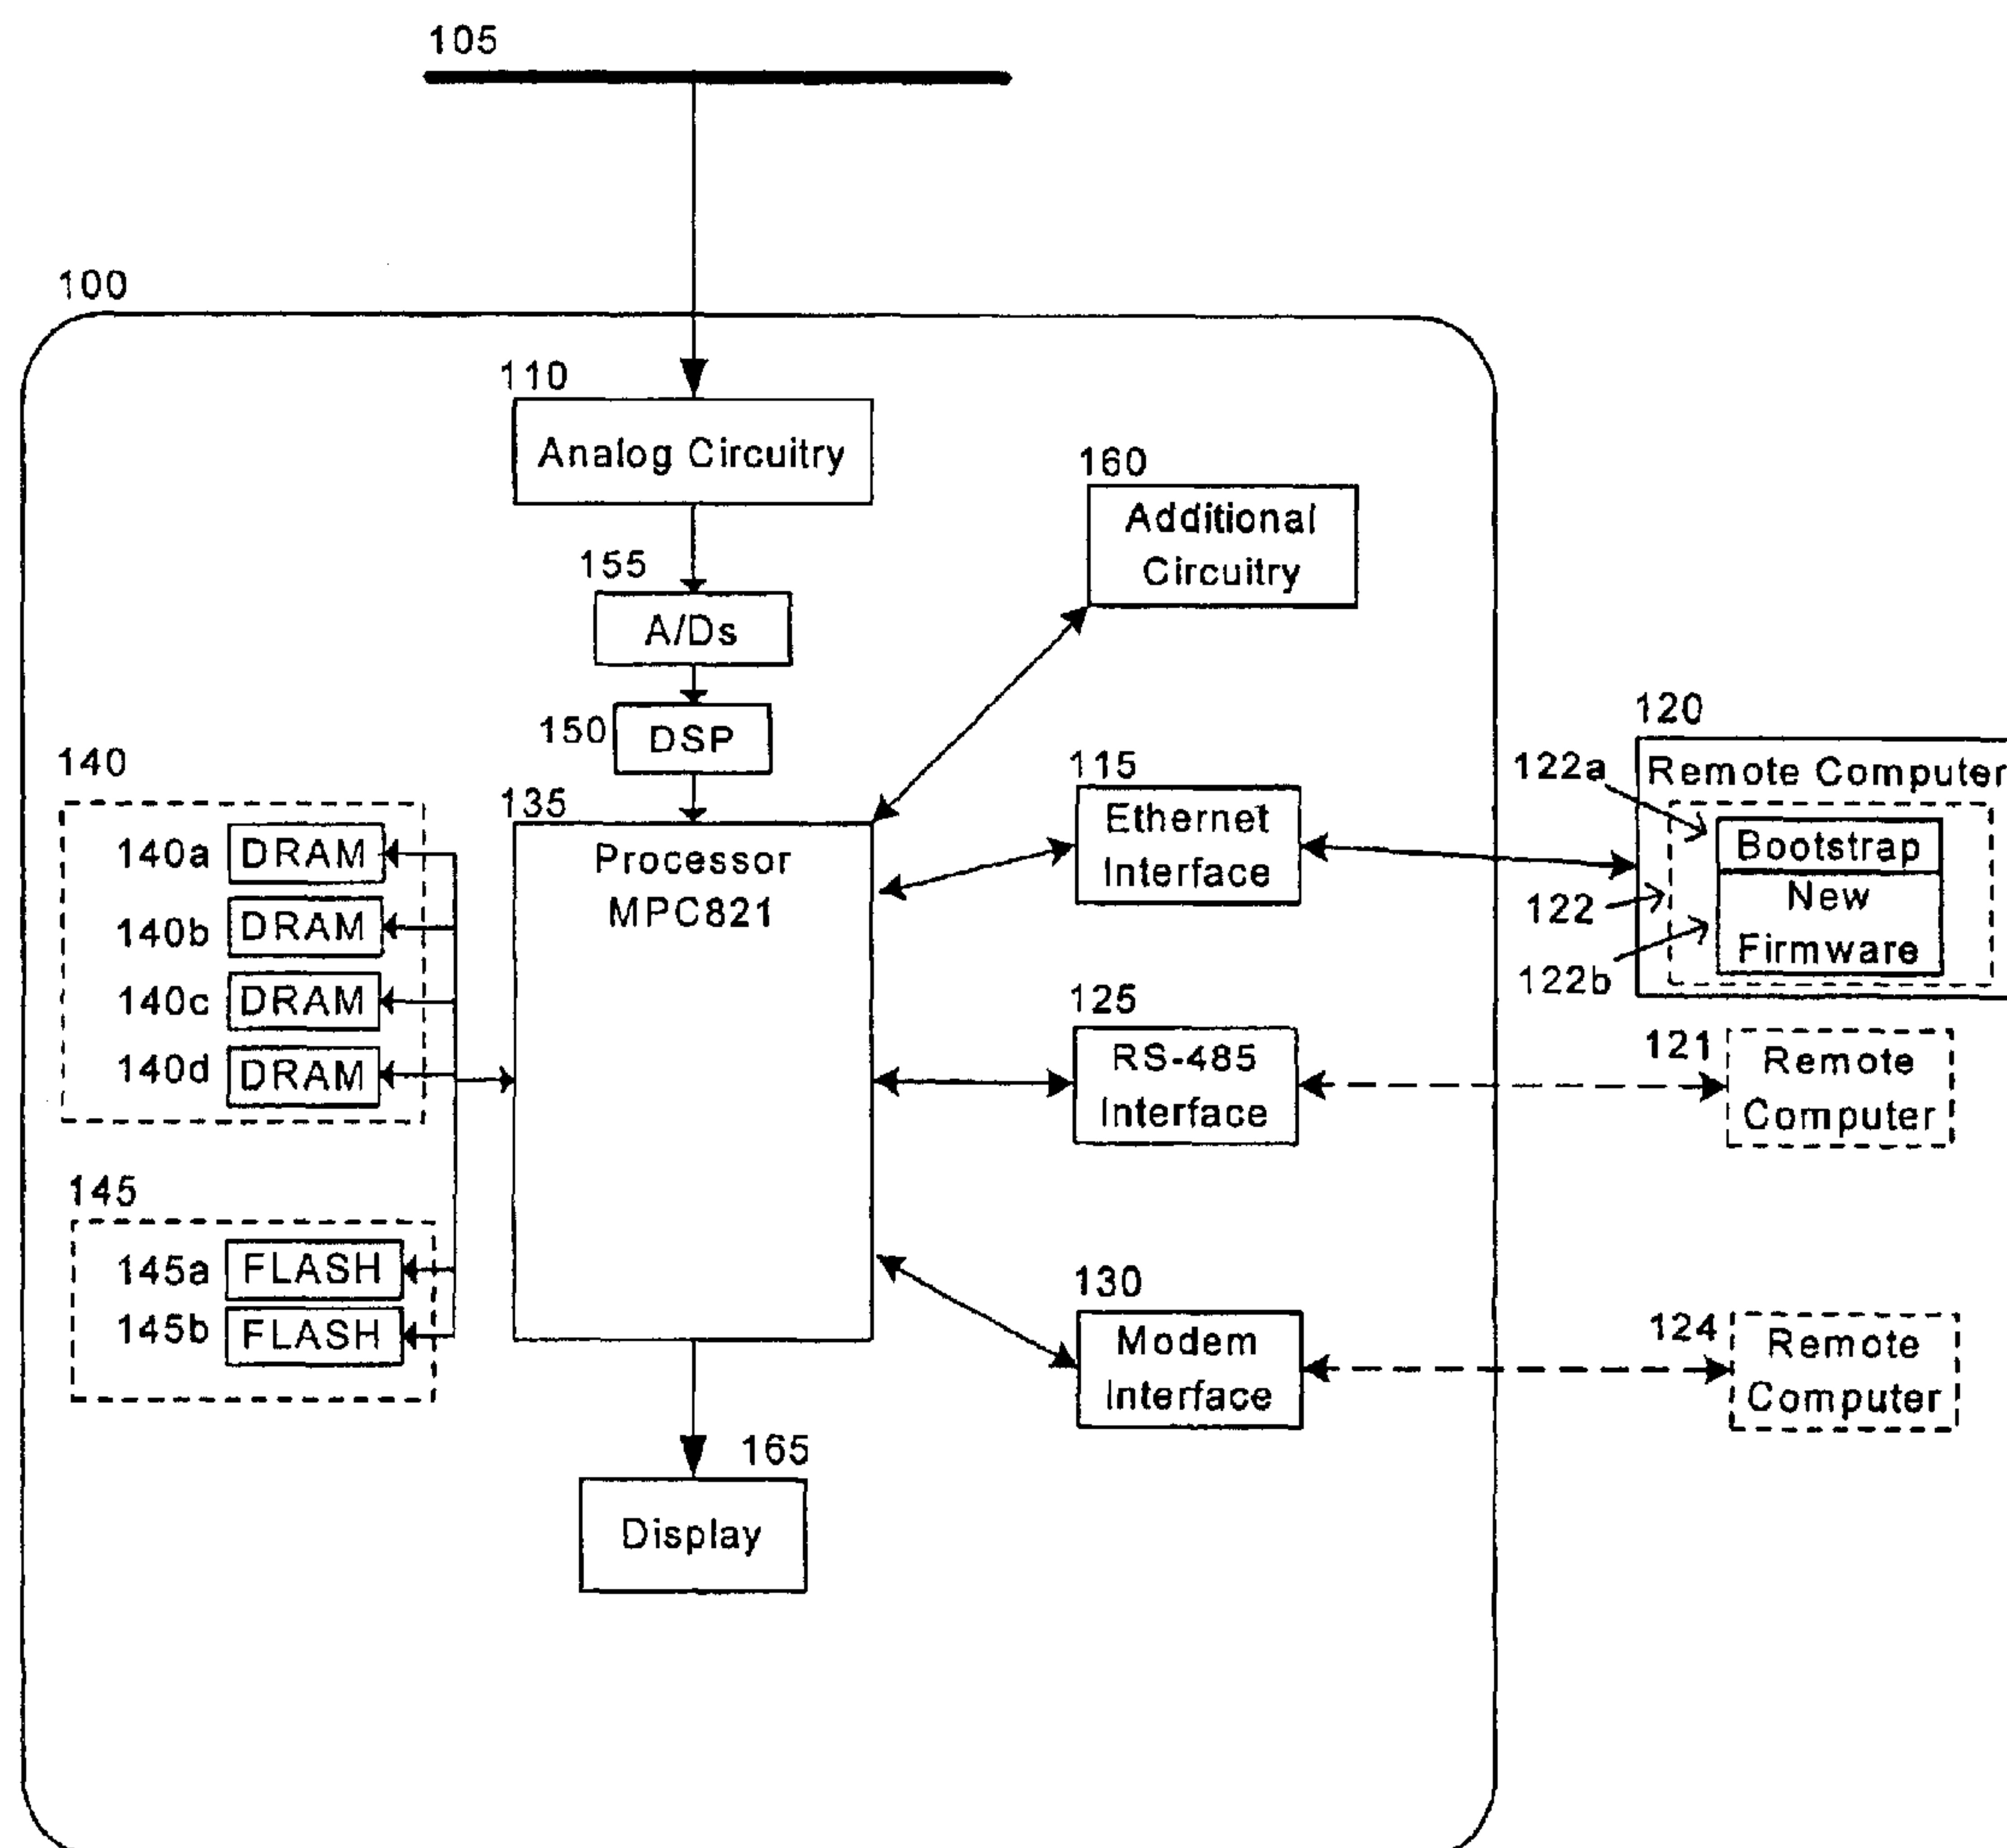 105
100
110
Analog Circuitry
160
Additional
Circuitry
155
A/Ds
150
DSP
120
Remote Computer
122a
Bootstrap
122
New
Firmware
122b
140
140a
DRAM
140b
DRAM
140c
DRAM
140d
DRAM
135
Processor
MPC821
115
Ethernet
Interface
125
RS-485
Interface
121
Remote
Computer
145
145a
FLASH
145b
FLASH
130
Modem
Interface
124
Remote
Computer
165
Display